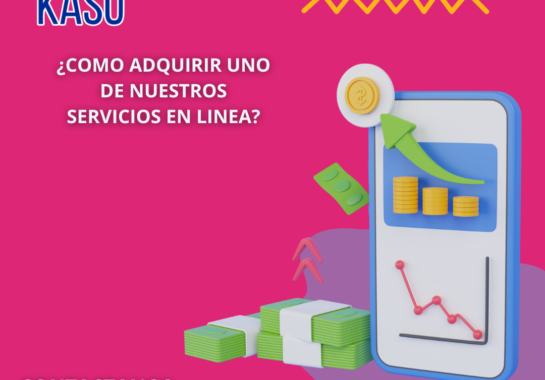 KASU
¿COMO ADQUIRIR UNO
DE NUESTROS
SERVICIOS EN LINEA?